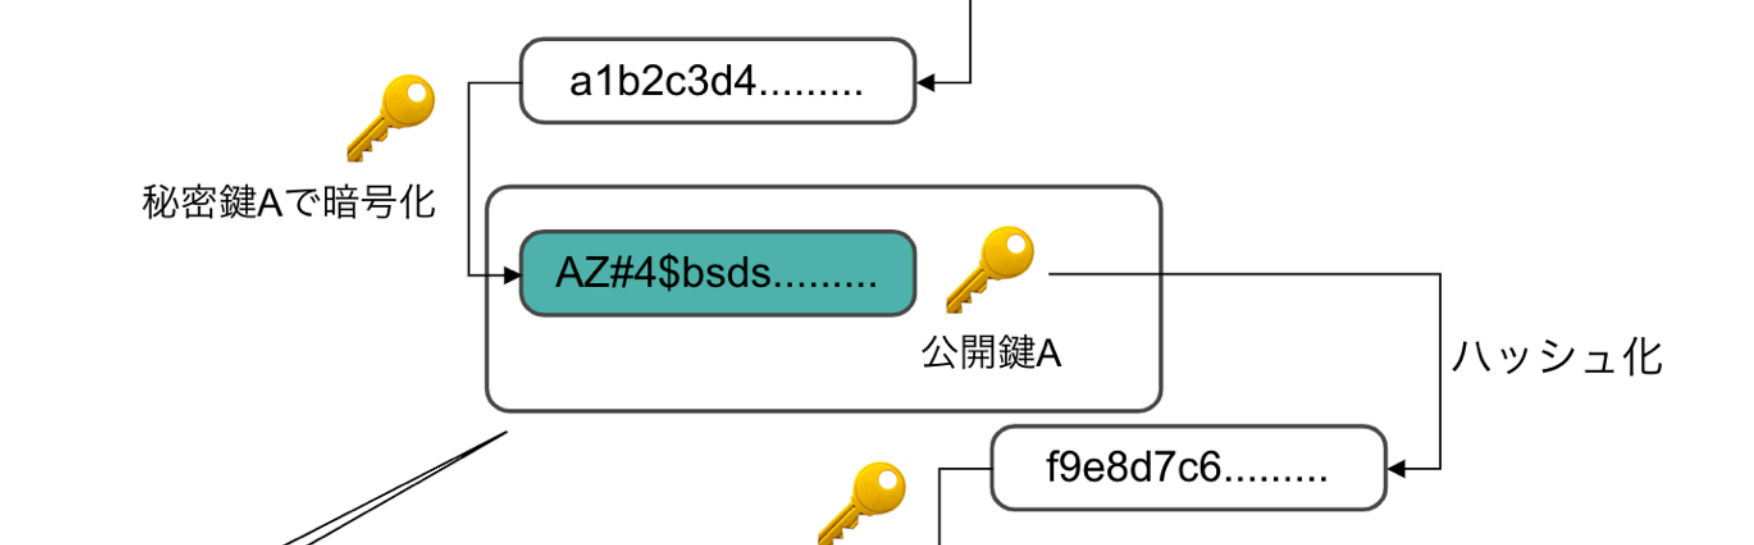 a1b2c3d4.........
秘密鍵Aで暗号化
AZ#4$bsds.........
公開鍵A
ハッシュ化
f9e8d7c6.........